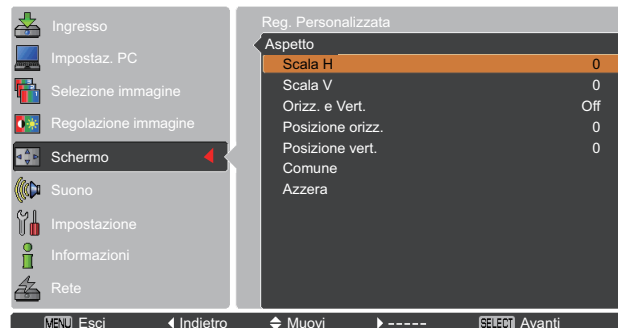 Ingresso
Impostaz. PC
Selezione immagine
Regolazione immagine
Schermo
Suono
Impostazione
Informazioni
Rete
Reg. Personalizzata
Aspetto
Scala H 0
Scala V 0
Orizz. e Vert. Off
Posizione orizz. 0
Posizione vert. 0
Comune
Azzera
MENU Esci Indietro Muovi ----- SELECT Avanti